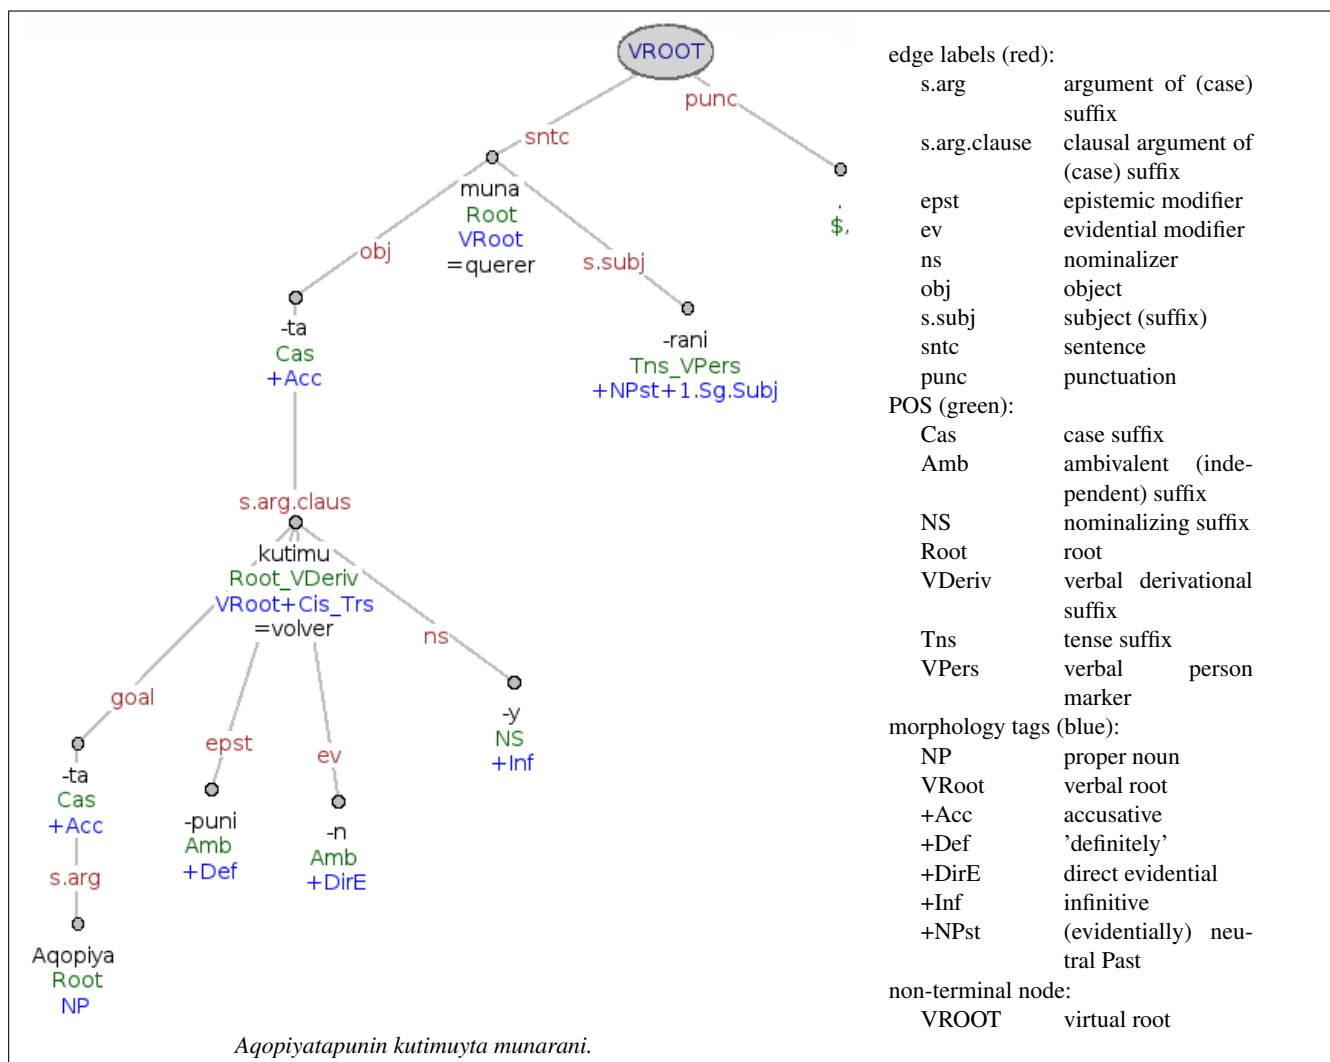 VROOT
punc
sntc
muna
Root
VRoot
=querer
.
$,
obj
s.subj
-ta
Cas
+Acc
-rani
Tns_VPers
+NPst+1.Sg.Subj
s.arg.claus
kutimu
Root_VDeriv
VRoot+Cis_Trs
=volver
ns
goal
-y
NS
+Inf
epst
ev
-ta
Cas
+Acc
-puni
Amb
+Def
-n
Amb
+DirE
s.arg
Aqopiya
Root
NP
Aqopiyatapunin kutimuyta munarani.
edge labels (red):
s.arg argument of (case)
suffix
s.arg.clause clausal argument of
(case) suffix
epst epistemic modifier
ev evidential modifier
ns nominalizer
obj object
s.subj subject (suffix)
sntc sentence
punc punctuation
POS (green):
Cas case suffix
Amb ambivalent (inde-
pendent) suffix
NS nominalizing suffix
Root root
VDeriv verbal derivational
suffix
Tns tense suffix
VPers verbal person
marker
morphology tags (blue):
NP proper noun
VRoot verbal root
+Acc accusative
+Def ’definitely’
+DirE direct evidential
+Inf infinitive
+NPst (evidentially) neu-
tral Past
non-terminal node:
VROOT virtual root